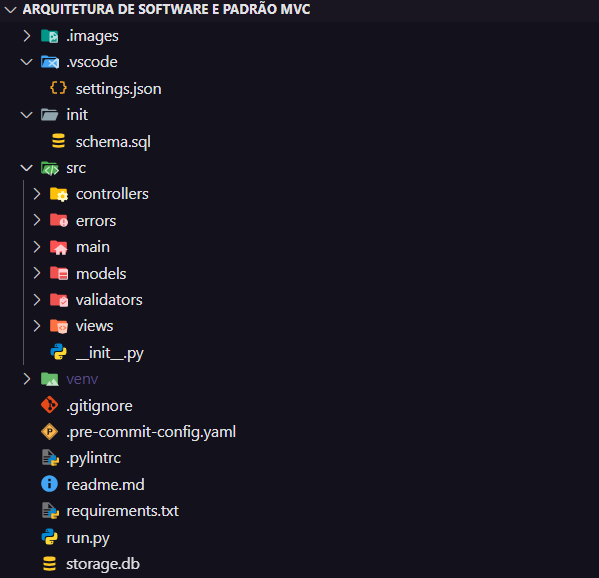 ARQUITETURA DE SOFTWARE E PADRÃO MVC
.images
.vscode
settings.json
init
schema.sql
src
controllers
errors
main
models
validators
views
__init__.py
venv
.gitignore
.pre-commit-config.yaml
.pylintrc
readme.md
requirements.txt
run.py
storage.db